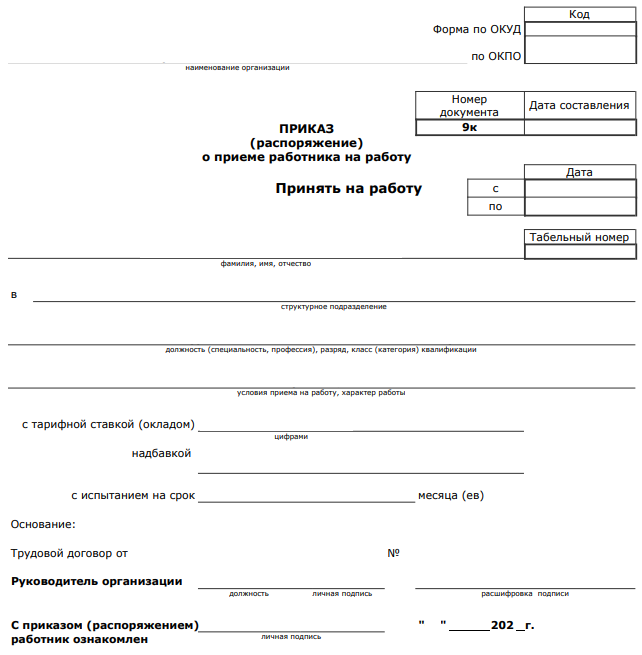 Код
Форма по ОКУД
по ОКПО
наименование организации
Номер документа Дата составления
9к
ПРИКАЗ
(распоряжение)
о приеме работника на работу
Дата
Принять на работу с
по
Табельный номер
фамилия, имя, отчество
в
структурное подразделение
должность (специальность, профессия), разряд, класс (категория) квалификации
условия приема на работу, характер работы
с тарифной ставкой (окладом)
цифрами
надбавкой
с испытанием на срок месяца (ев)
Основание:
Трудовой договор от №
Руководитель организации
должность личная подпись расшифровка подписи
С приказом (распоряжением)
работник ознакомлен " " ______ 202 _ г.
личная подпись